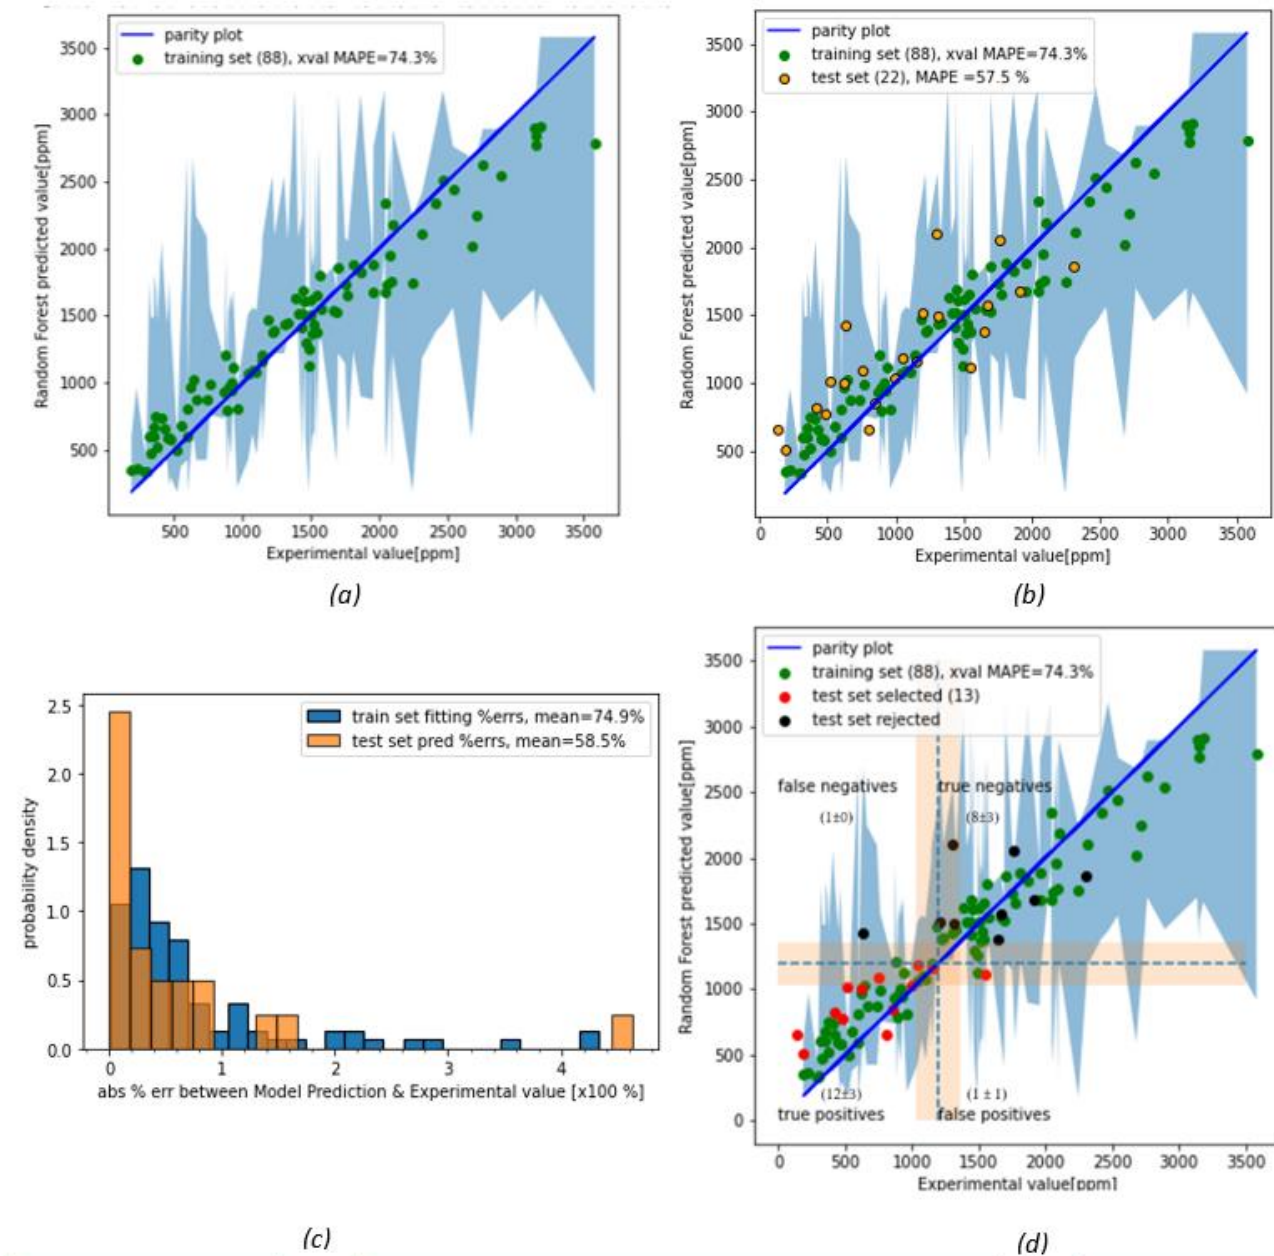 parity plot
training set (88), xval MAPE=74.3%
3500
3000
2500
2000
1500
1000
500
Random Forest predicted value[ppm]
500 1000 1500 2000 2500 3000 3500
Experimental value[ppm]
(a)
parity plot
training set (88), xval MAPE=74.3%
test set (22), MAPE =57.5 %
3500
3000
2500
2000
1500
1000
500
Random Forest predicted value[ppm]
0 500 1000 1500 2000 2500 3000 3500
Experimental value[ppm]
(b)
train set fitting %errs, mean=74.9%
test set pred %errs, mean=58.5%
2.5
2.0
1.5
1.0
0.5
0.0
probability density
0 1 2 3 4
abs % err between Model Prediction & Experimental value [x100 %]
(c)
parity plot
training set (88), xval MAPE=74.3%
test set selected (13)
test set rejected
3500
3000
2500
2000
1500
1000
500
0
Random Forest predicted value[ppm]
false negatives
(1±0)
true negatives
(8±3)
(12±3)
true positives
(1 ± 1)
false positives
0 500 1000 1500 2000 2500 3000 3500
Experimental value[ppm]
(d)